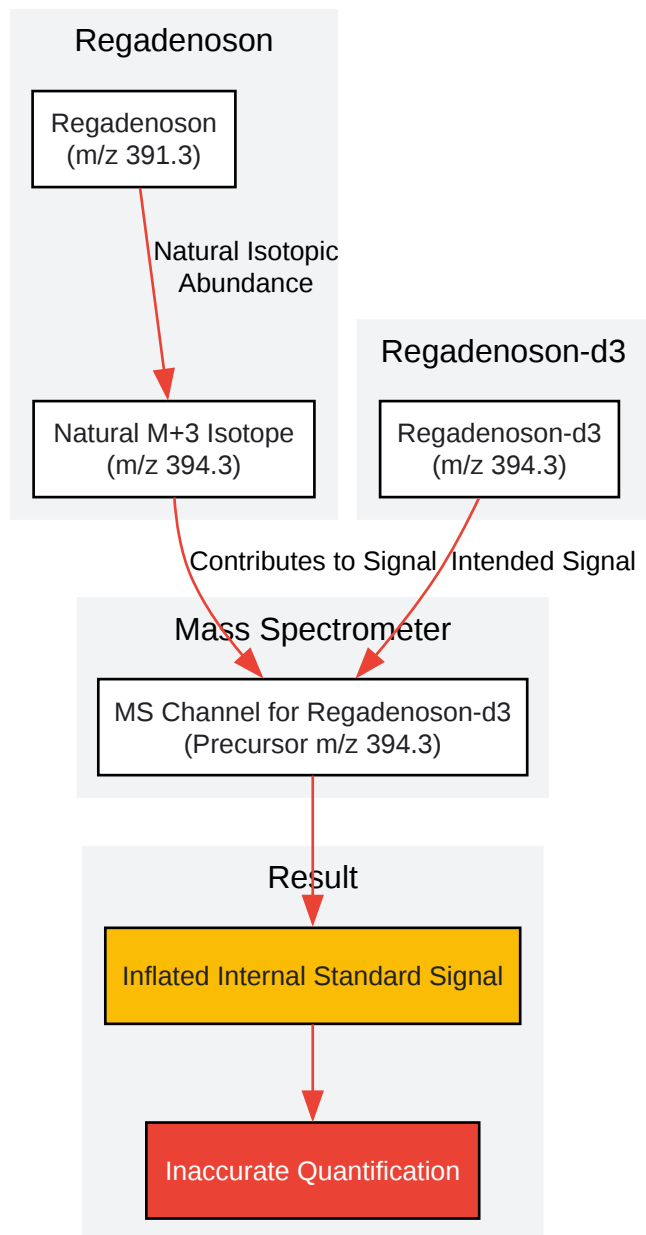 Regadenoson
Regadenoson
(m/z 391.3)
Natural Isotopic
Abundance
Regadenoson-d3
Natural M+3 Isotope
(m/z 394.3)
Regadenoson-d3
(m/z 394.3)
Contributes to Signal
Intended Signal
Mass Spectrometer
MS Channel for Regadenoson-d3
(Precursor m/z 394.3)
Result
Inflated Internal Standard Signal
Inaccurate Quantification